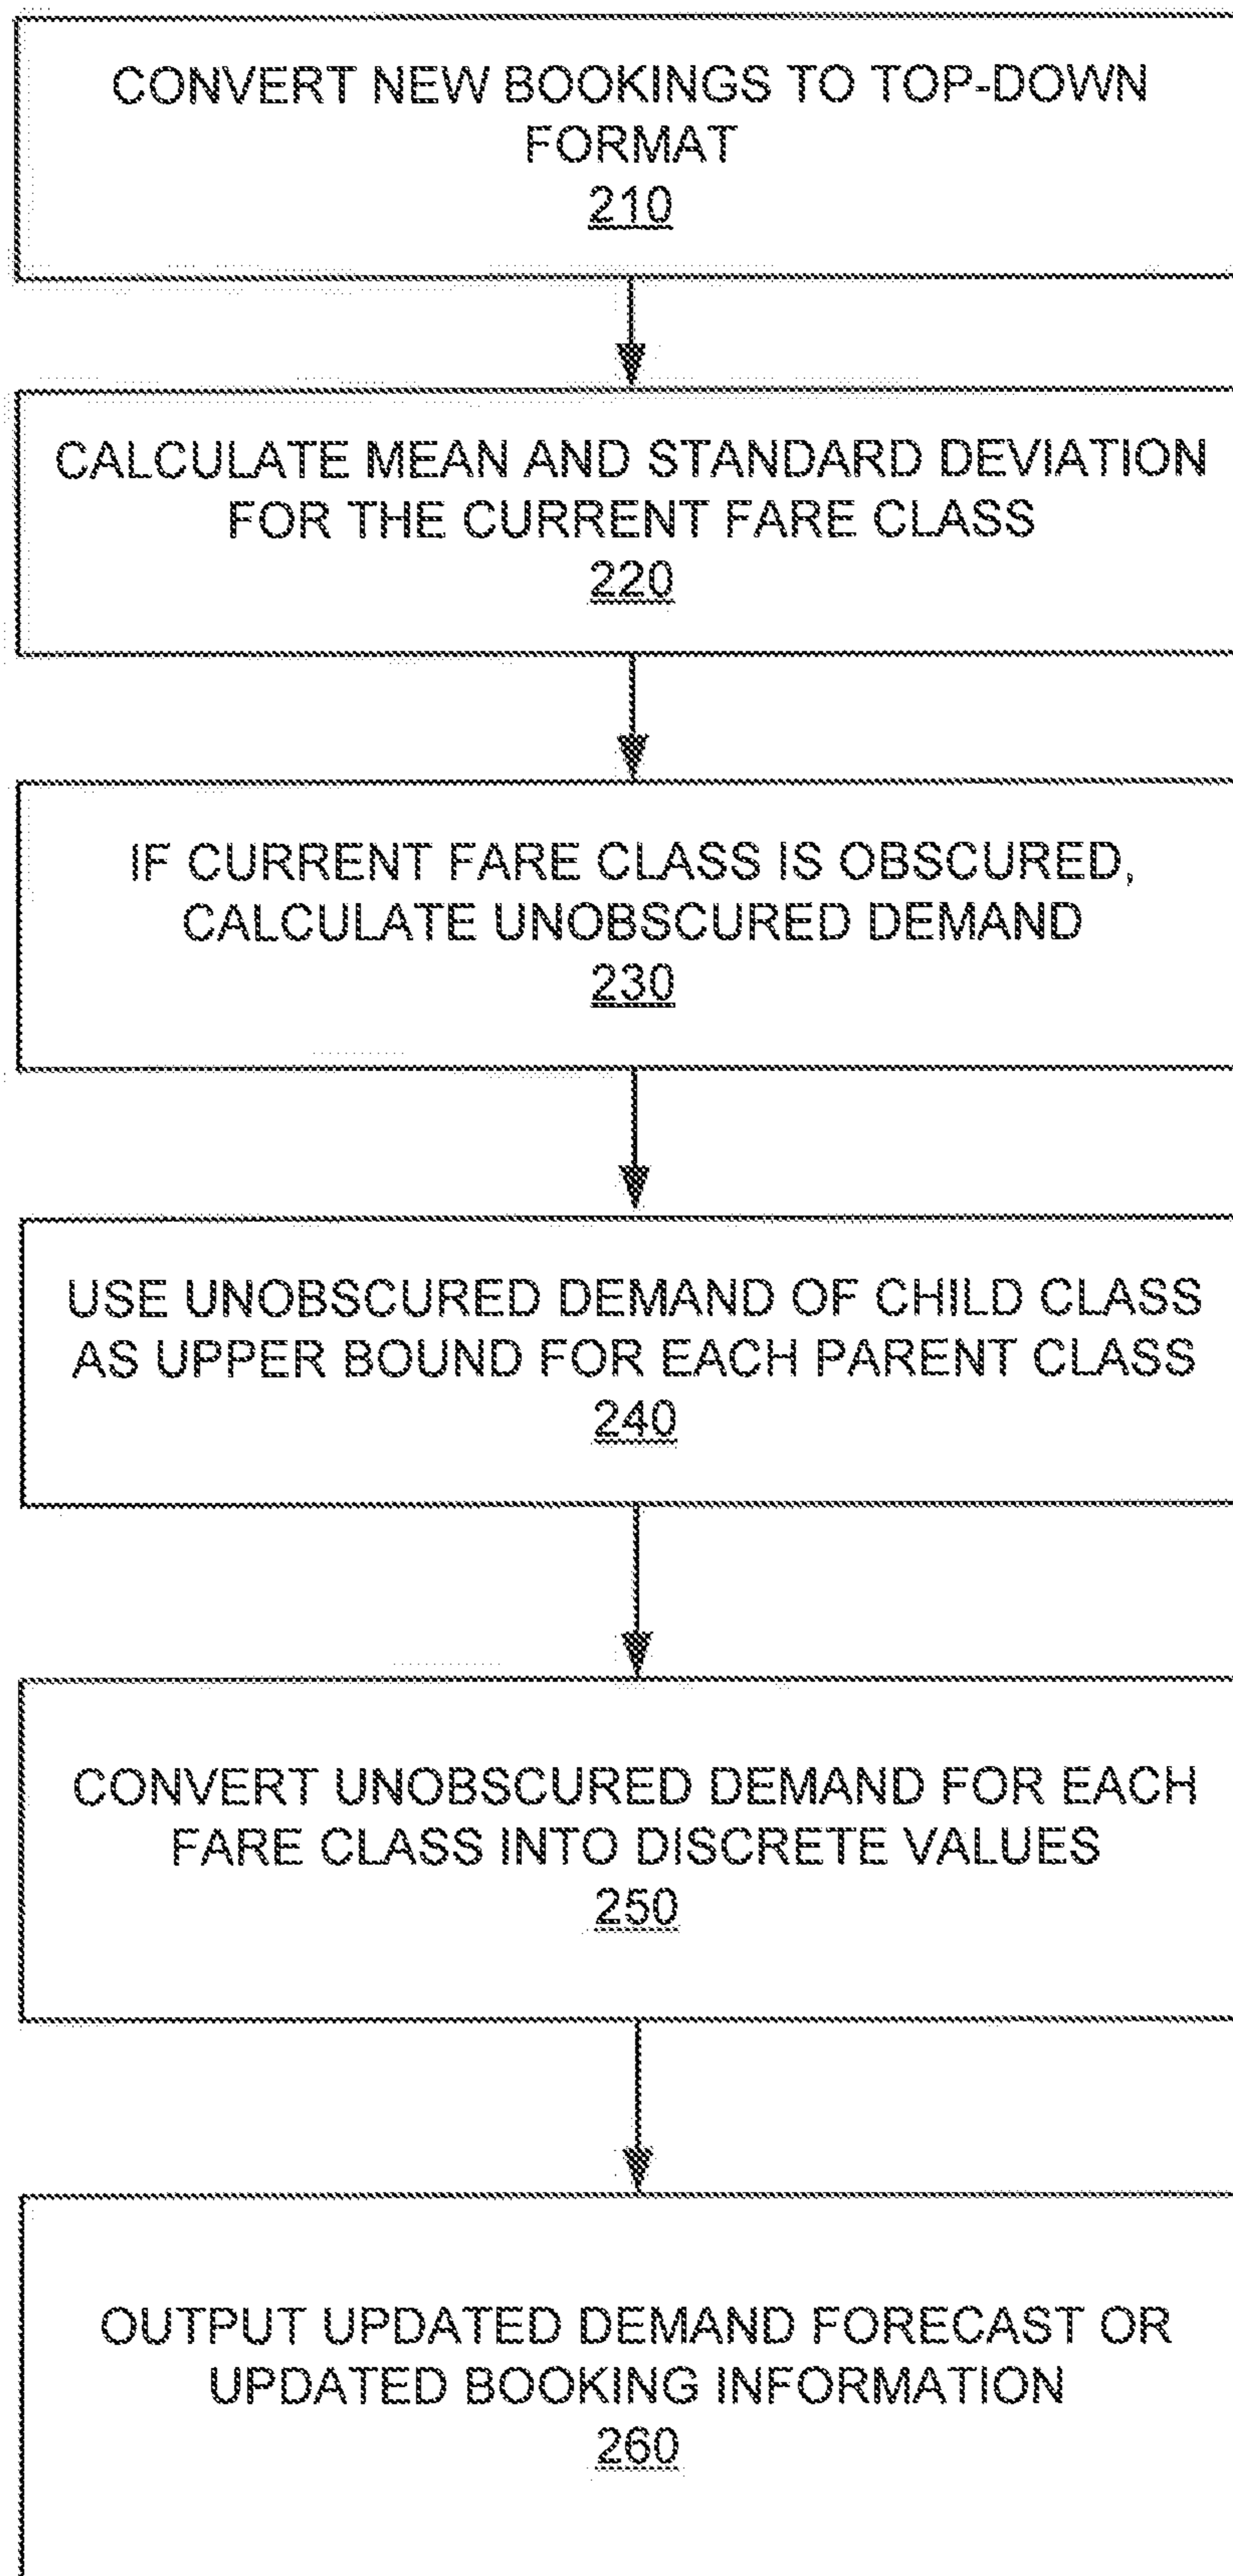 CONVERT NEW BOOKINGS TO TOP-DOWN
FORMAT
210
CALCULATE MEAN AND STANDARD DEVIATION
FOR THE CURRENT FARE CLASS
220
IF CURRENT FARE CLASS IS OBSCURED,
CALCULATE UNOBSCURED DEMAND
230
USE UNOBSCURED DEMAND OF CHILD CLASS
AS UPPER BOUND FOR EACH PARENT CLASS
240
CONVERT UNOBSCURED DEMAND FOR EACH
FARE CLASS INTO DISCRETE VALUES
250
OUTPUT UPDATED DEMAND FORECAST OR
UPDATED BOOKING INFORMATION
260